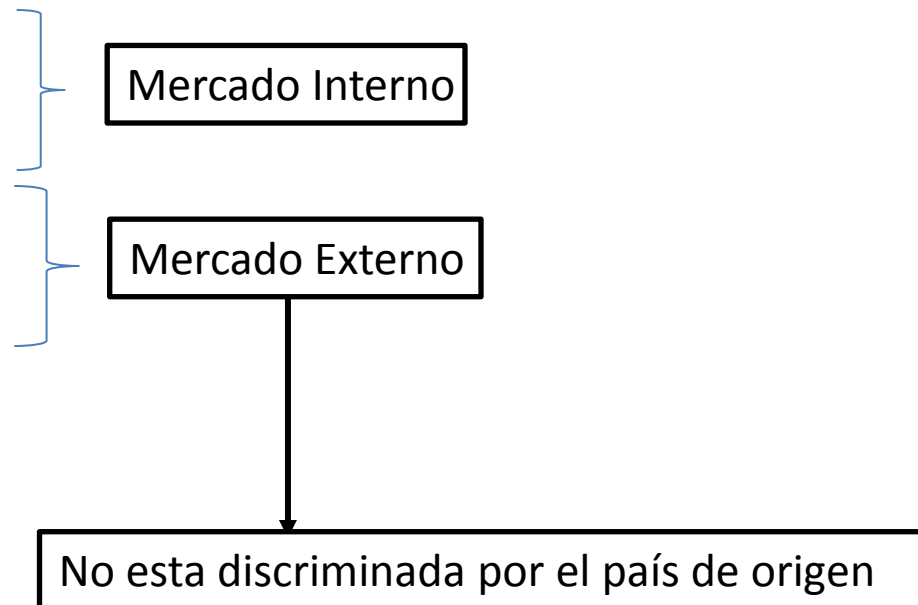 Mercado Interno
Mercado Externo
No esta discriminada por el país de origen